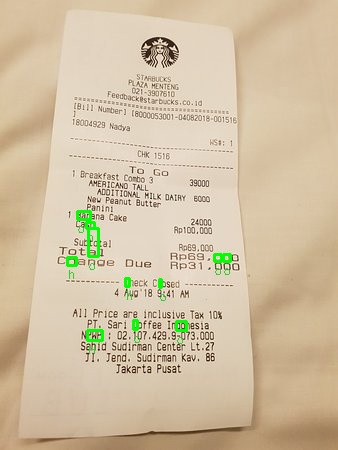 STARBUCKS
PLAZA MENTENG
021-3907610
Feedback@starbucks.co.id
[Bill Number] [8000053001-04082018-001516
]
18004929 Nadya
WS#: 1
CHK 1516
To Go
1 Breakfast Combo 3 39000
AMERICANO TALL
ADDITIONAL MILK DAIRY 6000
New Peanut Butter
Panini
1 Banana Cake 24000
Rp100,000
Subtotal Rp69,000
Total Rp69,000
Change Due Rp31,000
Check Closed
4 Aug'18 9:41 AM
All Price are inclusive Tax 10%
PT. Sari Coffee Indonesia
NPWP : 02.107.429.9-073.000
Sahid Sudirman Center Lt.27
Jl. Jend. Sudirman Kav. 86
Jakarta Pusat